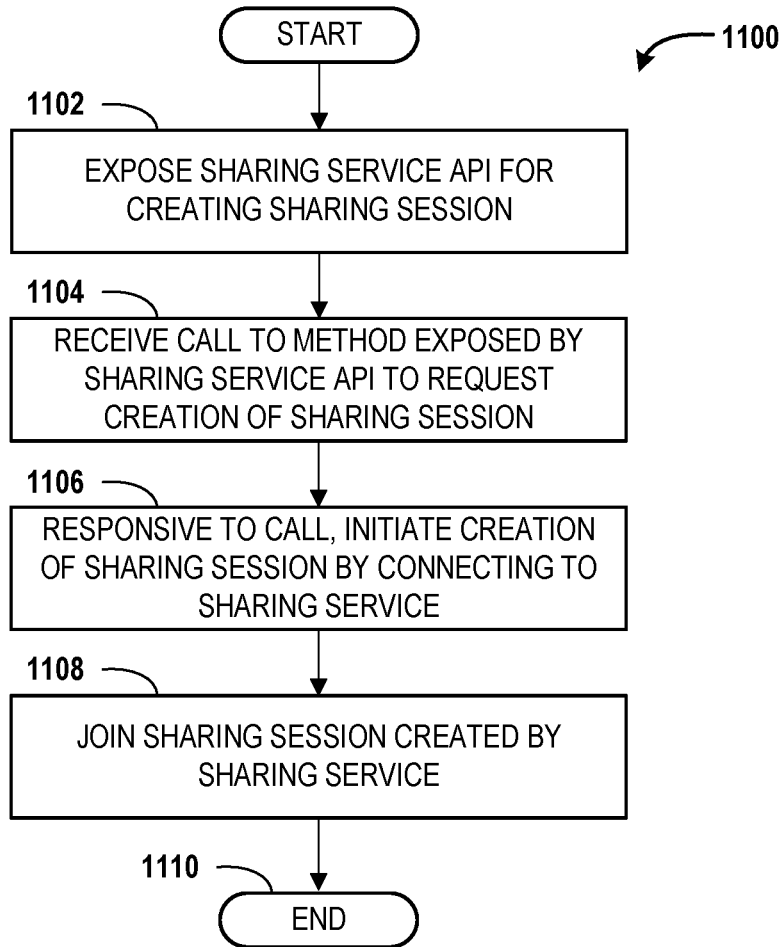 START
1100
1102
EXPOSE SHARING SERVICE API FOR
CREATING SHARING SESSION
1104
RECEIVE CALL TO METHOD EXPOSED BY
SHARING SERVICE API TO REQUEST
CREATION OF SHARING SESSION
1106
RESPONSIVE TO CALL, INITIATE CREATION
OF SHARING SESSION BY CONNECTING TO
SHARING SERVICE
1108
JOIN SHARING SESSION CREATED BY
SHARING SERVICE
1110
END